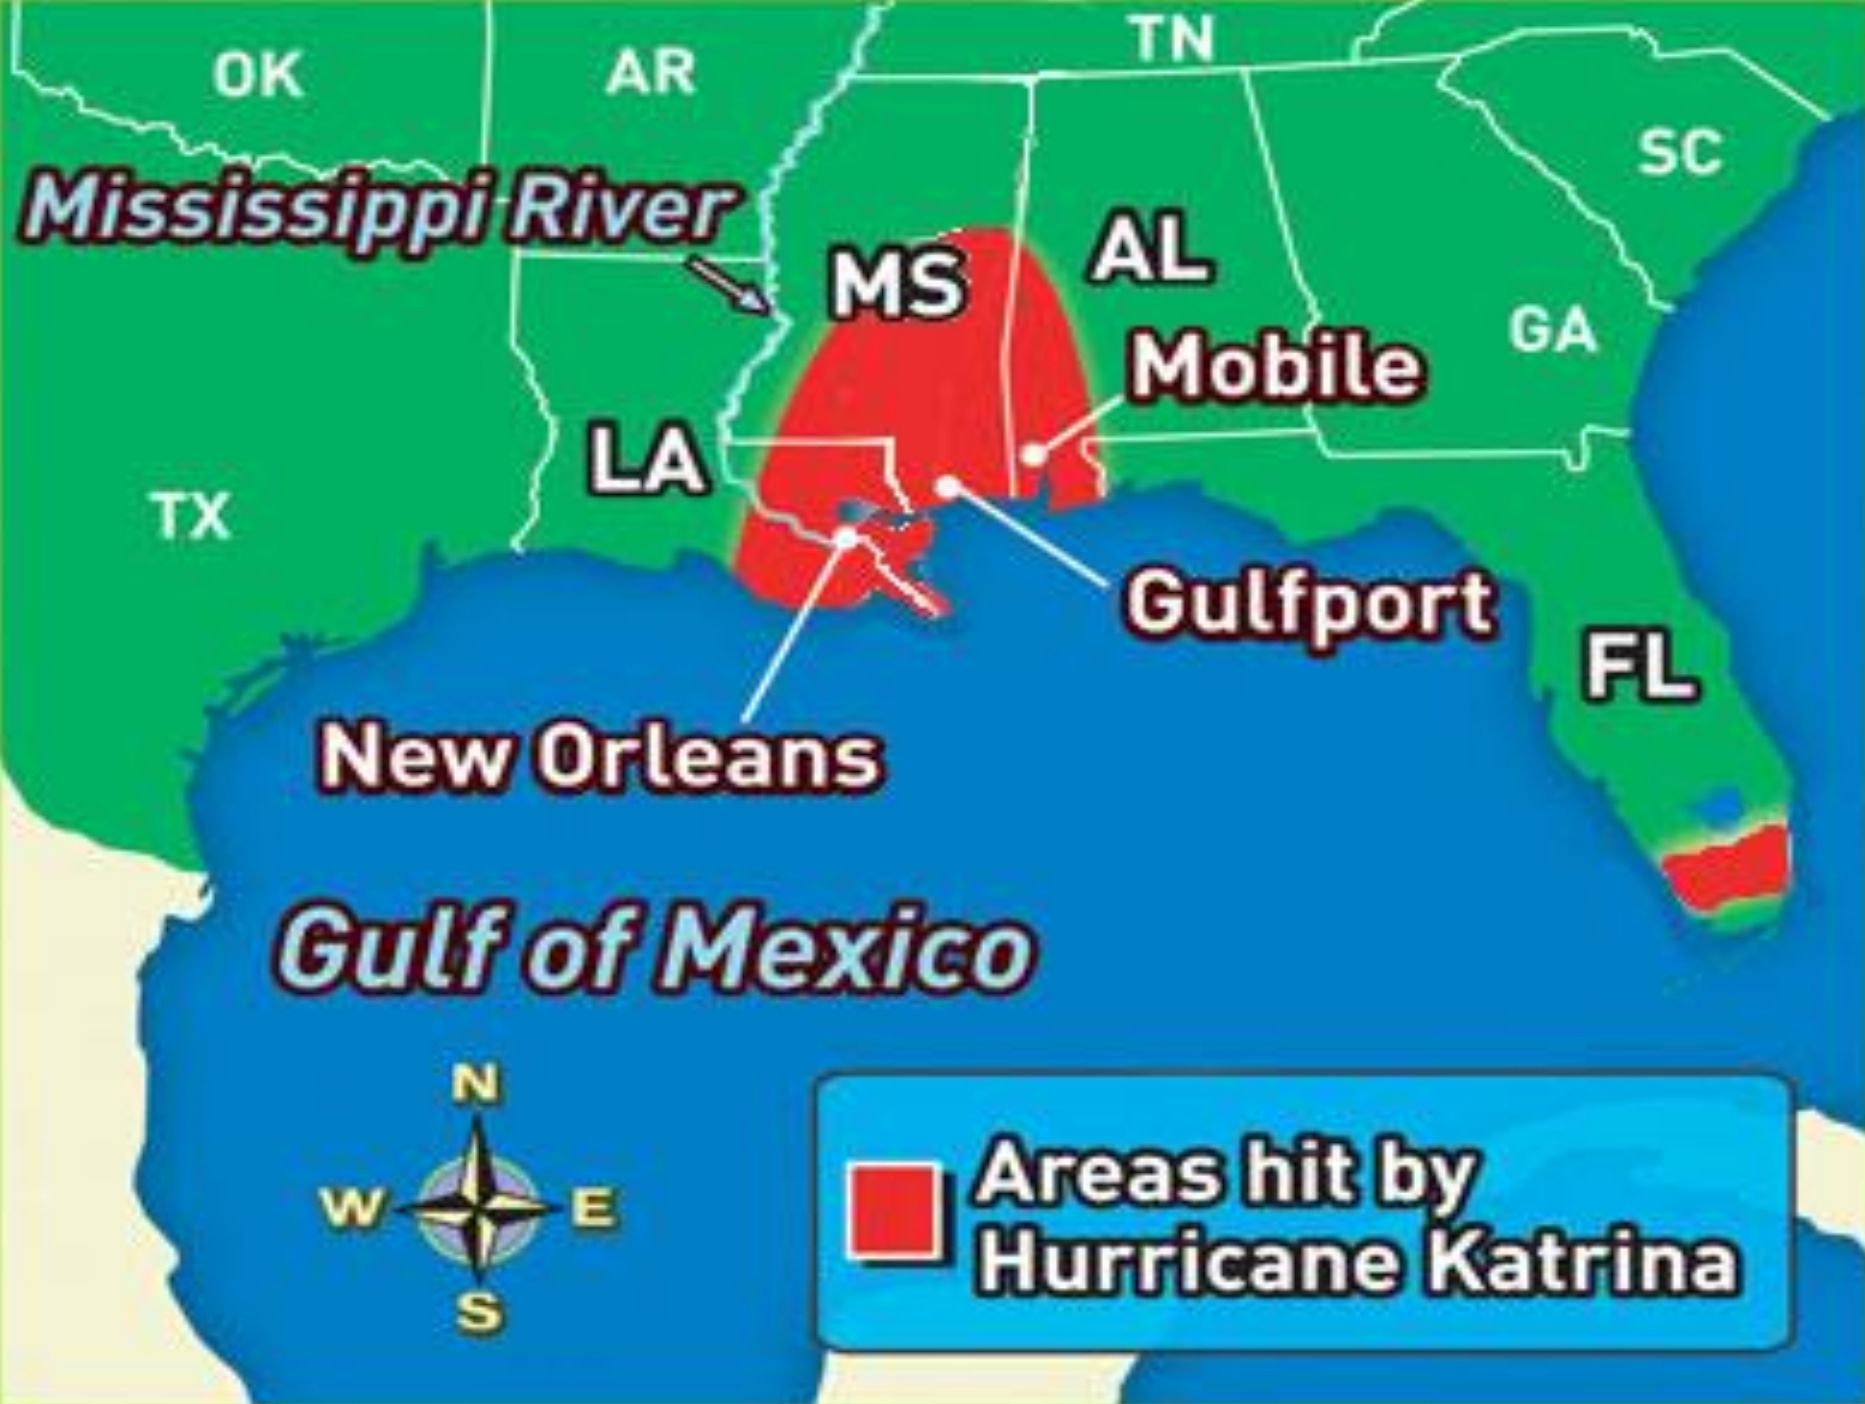 TN
OK
AR
SC
Mississippi River
AL
MS
GA
Mobile
LA
TX
Gulfport
FL
New Orleans
Gulf of Mexico
N
W E
S
Areas hit by
Hurricane Katrina